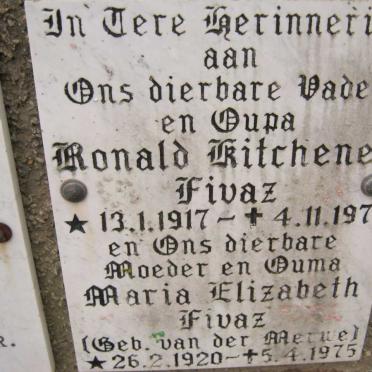 In Tere Herinneri
aan
Ons dierbare Vade
en Oupa
Ronald Kitchene
Fivaz
★ 13.1.1917 – ✝ 4.11.197
en Ons dierbare
Moeder en Ouma
Maria Elizabeth
Fivaz
(Geb. van der Merwe)
★ 26.2.1920 – ✝ 5.4.1975
R.